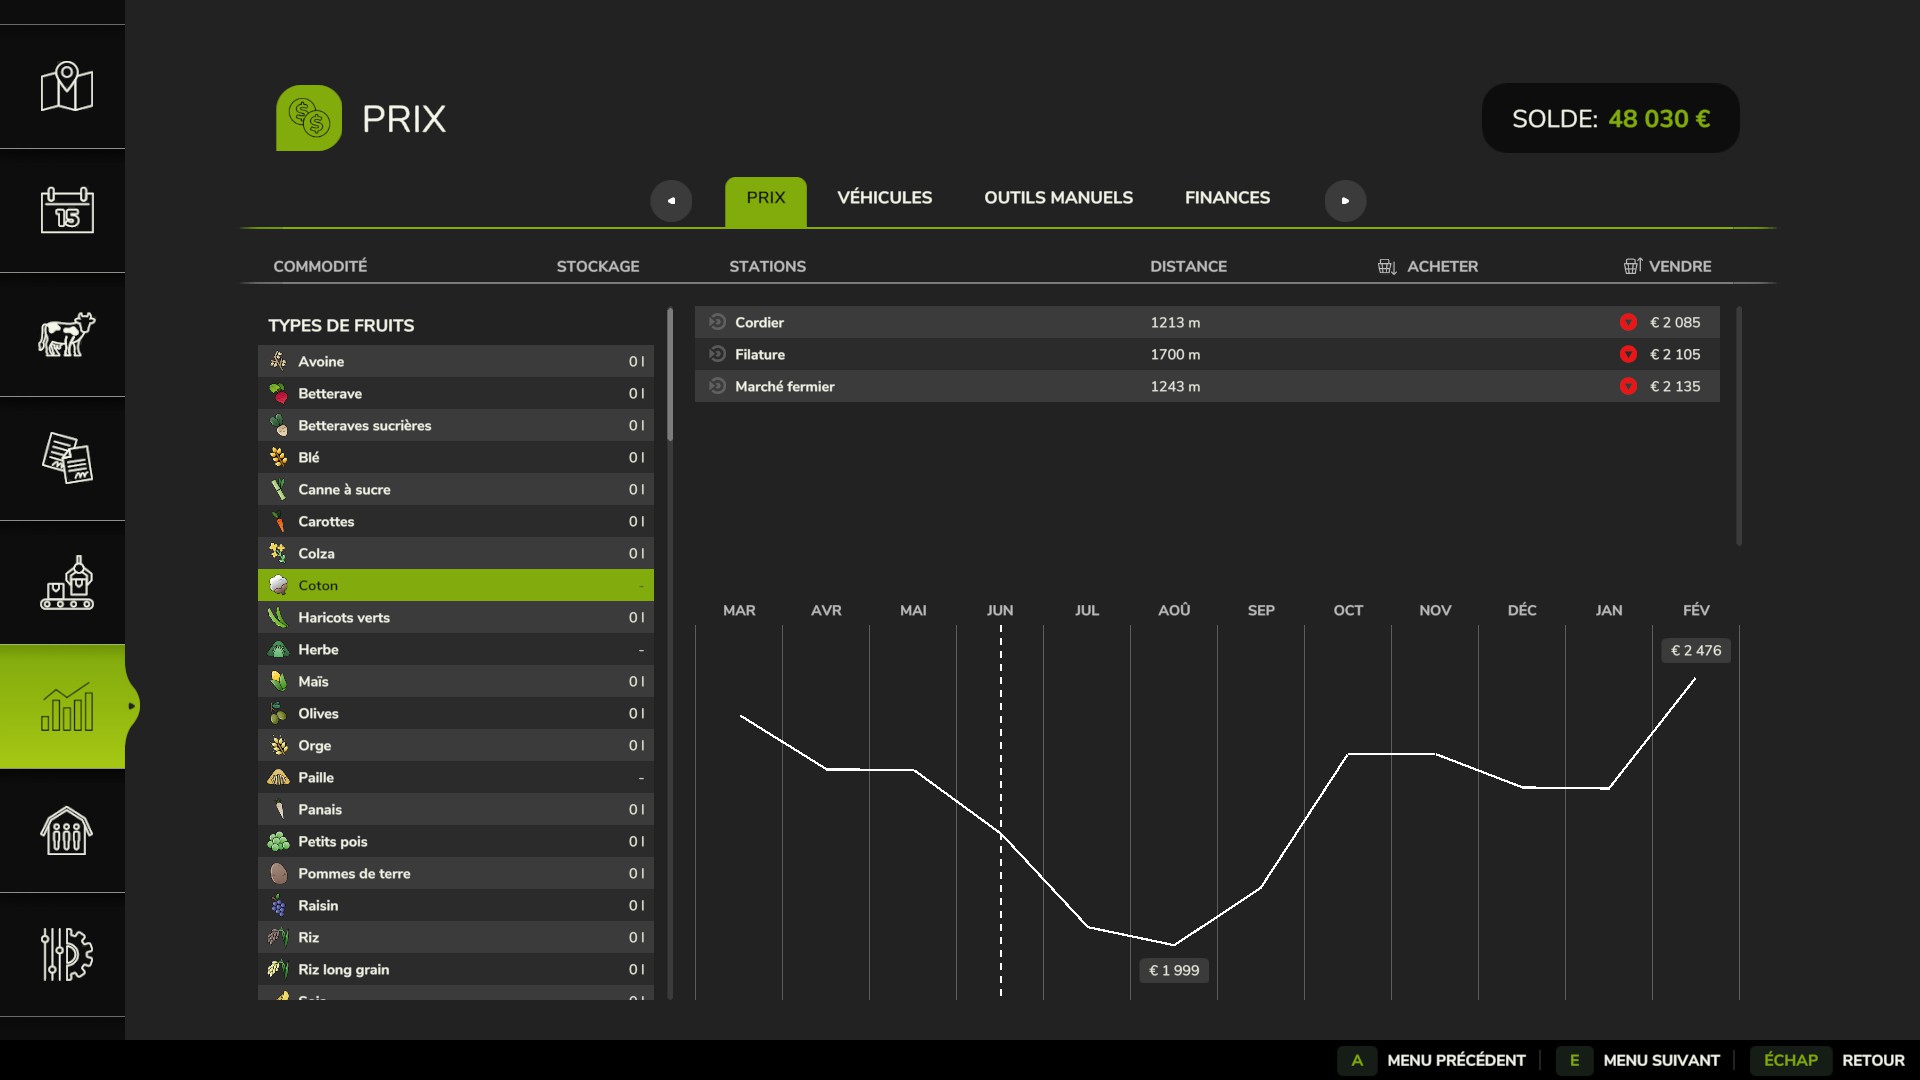 PRIX
SOLDE: 48 030 €
PRIX VÉHICULES OUTILS MANUELS FINANCES
COMMODITÉ STOCKAGE STATIONS DISTANCE ACHETER VENDRE
TYPES DE FRUITS
Avoine 0 l
Betterave 0 l
Betteraves sucrières 0 l
Blé 0 l
Canne à sucre 0 l
Carottes 0 l
Colza 0 l
Coton -
Haricots verts 0 l
Herbe -
Maïs 0 l
Olives 0 l
Orge 0 l
Paille -
Panais 0 l
Petits pois 0 l
Pommes de terre 0 l
Raisin 0 l
Riz 0 l
Riz long grain 0 l
Cordier 1213 m € 2 085
Filature 1700 m € 2 105
Marché fermier 1243 m € 2 135
MAR AVR MAI JUN JUL AOÛ SEP OCT NOV DÉC JAN FÉV
€ 2 476
€ 1 999
15
A MENU PRÉCÉDENT E MENU SUIVANT ÉCHAP RETOUR